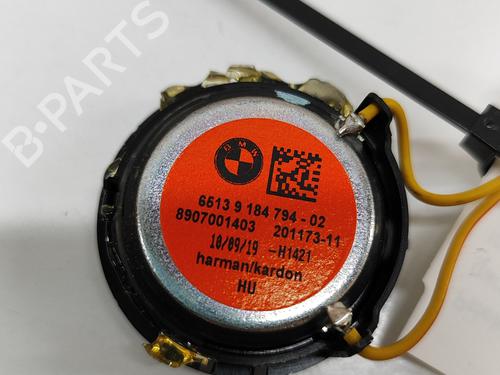 B-PARTS
BMW
6513 9 184 794-02
8907001403 201173-11
10/09/19 -H1421
harman/kardon
HU